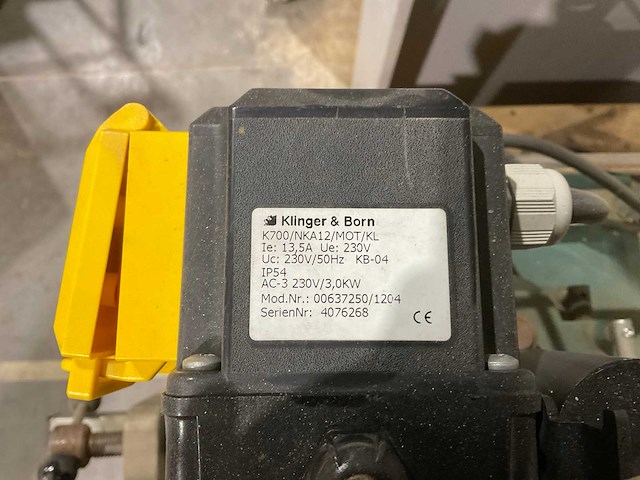 Klinger & Born
K700/NKA12/MOT/KL
Ie: 13,5A Ue: 230V
Uc: 230V/50Hz KB-04
IP54
AC-3 230V/3,0KW
Mod.Nr.: 00637250/1204
SerienNr: 4076268 CE